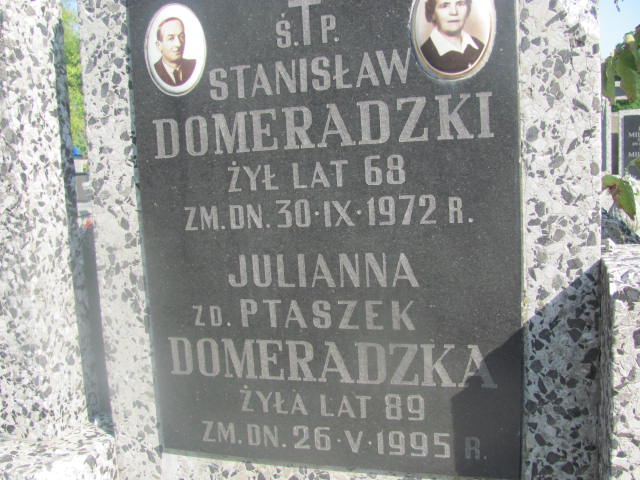 Ś.P.
STANISŁAW
DOMERADZKI
ŻYŁ LAT 68
ZM. DN. 30·IX·1972 R.
JULIANNA
ZD. PTASZEK
DOMERADZKA
ŻYŁA LAT 89
ZM. DN. 26·V·1995 R.